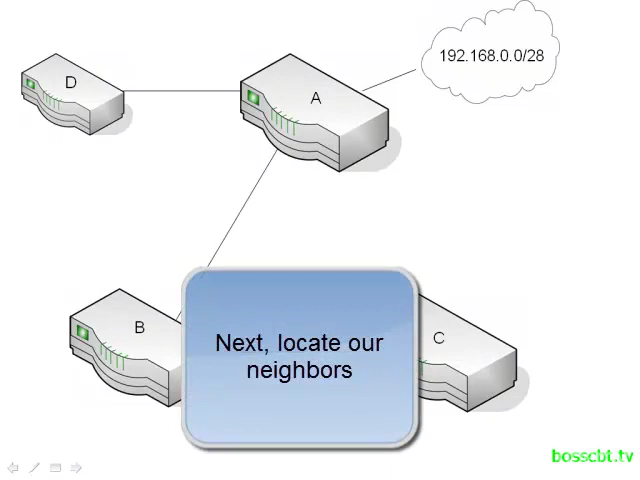 192.168.0.0/28
D
A
B
C
Next, locate our
neighbors
bosscbt.tv